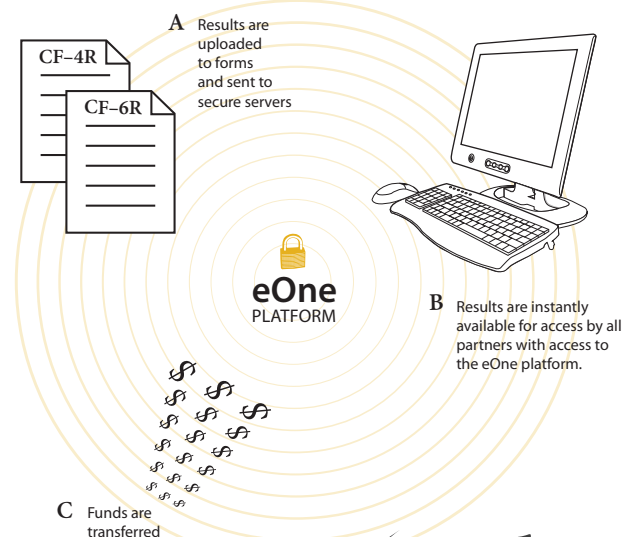 A Results are
uploaded
to forms
and sent to
secure servers
CF–4R
CF–6R
eOne
PLATFORM
B Results are instantly
available for access by all
partners with access to
the eOne platform.
$ $ $
$ $ $
$ $ $
$ $ $
$ $ $
$ $ $
$ $ $
C Funds are
transferred